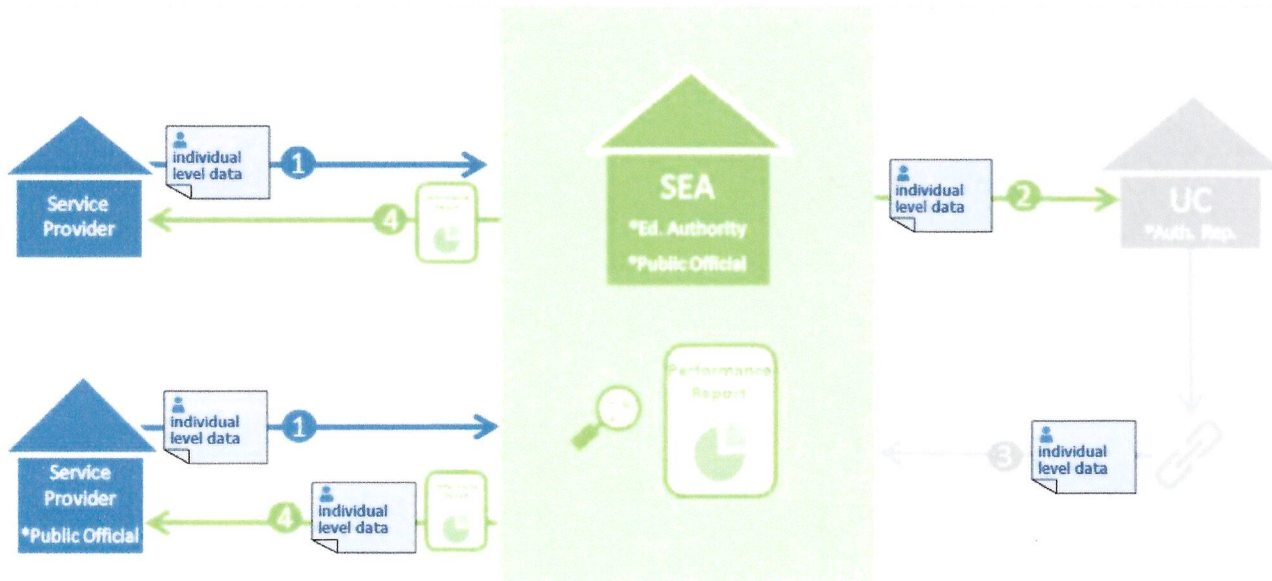 individual
level data
1
Service
Provider
4
SEA
*Ed. Authority
*Public Official
individual
level data
2
UC
*Auth. Rep.
individual
level data
1
Service
Provider
*Public Official
individual
level data
4
Performance
Report
3
individual
level data